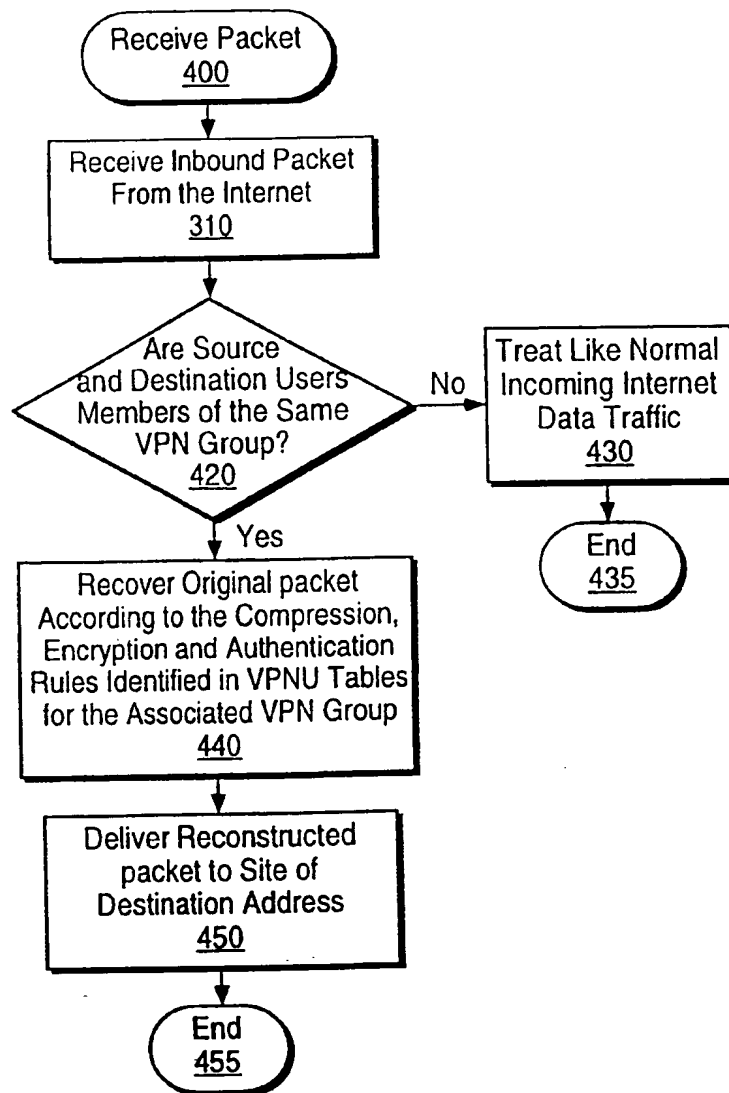 Receive Packet
400
Receive Inbound Packet
From the Internet
310
Are Source
and Destination Users
Members of the Same
VPN Group?
420
No
Treat Like Normal
Incoming Internet
Data Traffic
430
End
435
Yes
Recover Original packet
According to the Compression,
Encryption and Authentication
Rules Identified in VPNU Tables
for the Associated VPN Group
440
Deliver Reconstructed
packet to Site of
Destination Address
450
End
455